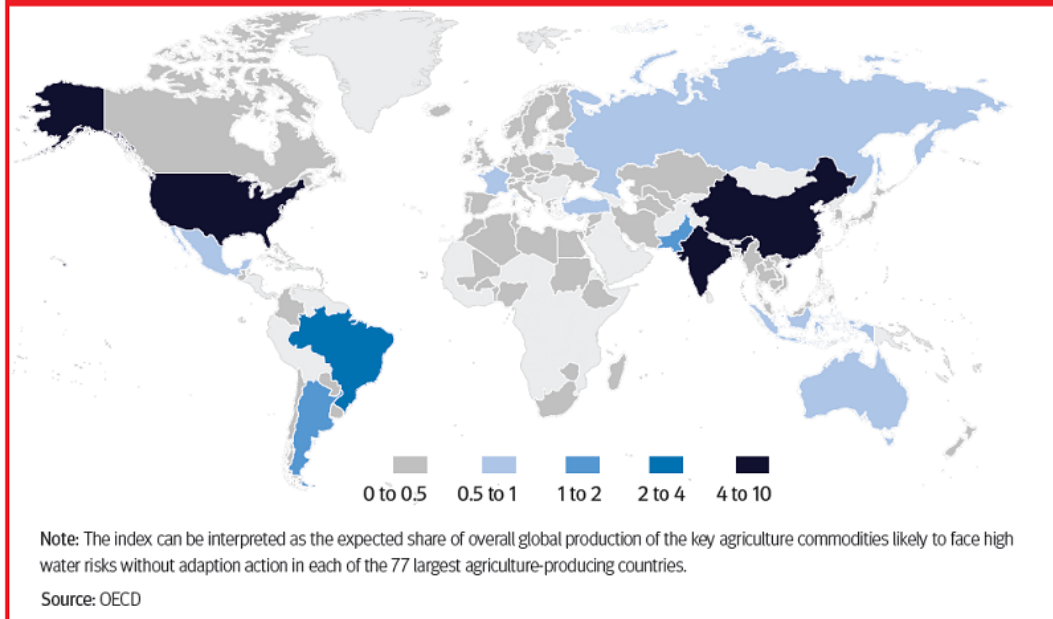 0 to 0.5
0.5 to 1
1 to 2
2 to 4
4 to 10
Note: The index can be interpreted as the expected share of overall global production of the key agriculture commodities likely to face high
water risks without adaption action in each of the 77 largest agriculture-producing countries.
Source: OECD